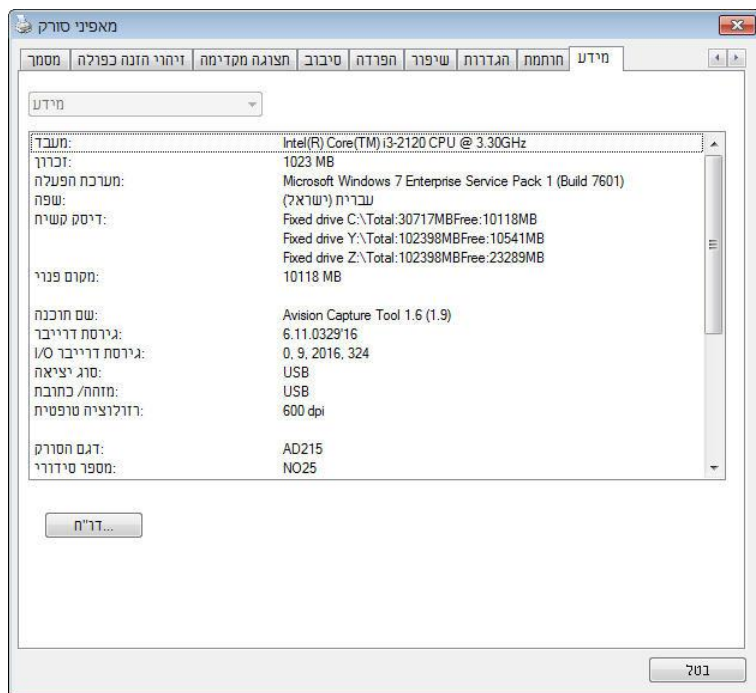 מאפיני סורק
מסמך זיהוי הזנה כפולה תצוגה מקדימה סיבוב הפרדה שיפור הגדרות חותמת מידע
מידע
מעבד: Intel(R) Core(TM) i3-2120 CPU @ 3.30GHz
זכרון: 1023 MB
מערכת הפעלה: Microsoft Windows 7 Enterprise Service Pack 1 (Build 7601)
שפה: עברית (ישראל)
דיסק קשיח: Fixed drive C:\Total:30717MBFree:10118MB
Fixed drive Y:\Total:102398MBFree:10541MB
Fixed drive Z:\Total:102398MBFree:23289MB
מקום פנוי: 10118 MB
שם תוכנה: Avision Capture Tool 1.6 (1.9)
גירסת דרייבר: 6.11.0329'16
גירסת דרייבר I/O: 0, 9, 2016, 324
סוג יציאה: USB
מזהה/ כתובת: USB
רזולוציה טופטית: 600 dpi
דגם הסורק: AD215
מספר סידורי: NO25
דו"ח...
בטל